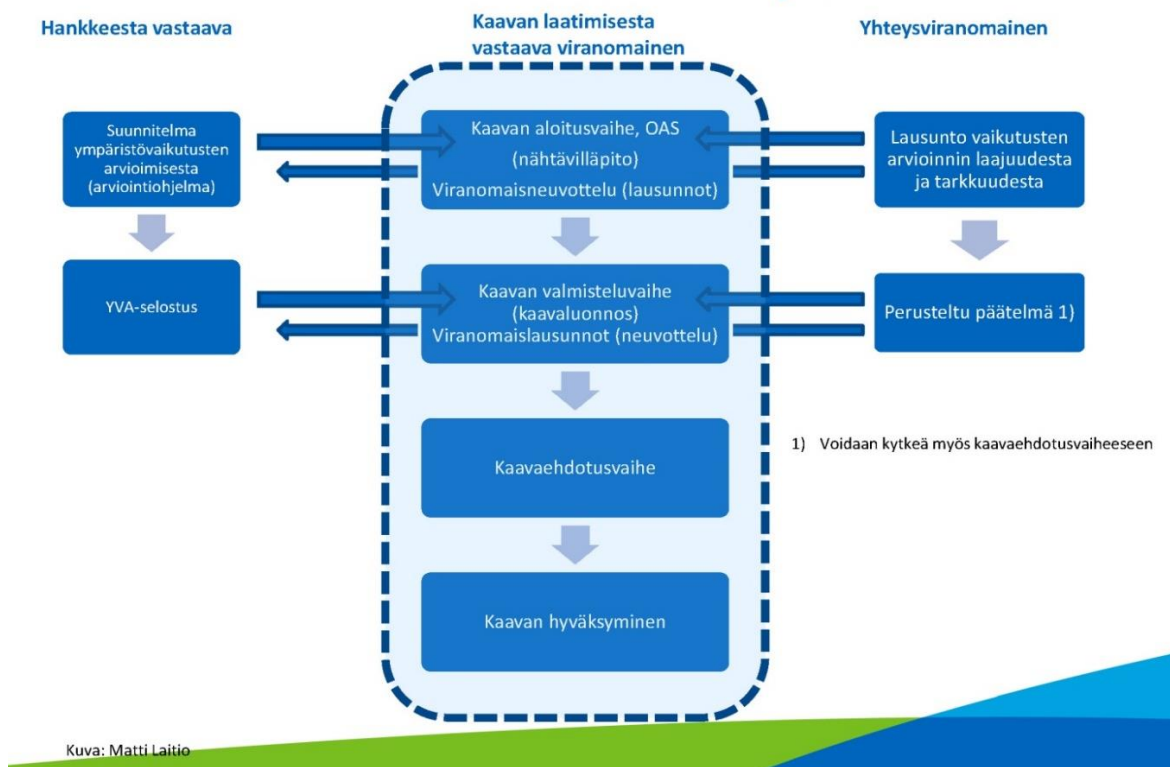 Hankkeesta vastaava
Kaavan laatimisesta
vastaava viranomainen
Yhteysviranomainen
Suunnitelma
ympäristövaikutusten
arvioimisesta
(arviointiohjelma)
Kaavan aloitusvaihe, OAS
(nähtävilläpito)
Viranomaisneuvottelu (lausunnot)
Lausunto vaikutusten
arvioinnin laajuudesta
ja tarkkuudesta
YVA-selostus
Kaavan valmisteluvaihe
(kaavaluonnos)
Viranomaislausunnot (neuvottelu)
Perusteltu päätelmä 1)
Kaavaehdotusvaihe
1) Voidaan kytkeä myös kaavaehdotusvaiheeseen
Kaavan hyväksyminen
Kuva: Matti Laitio